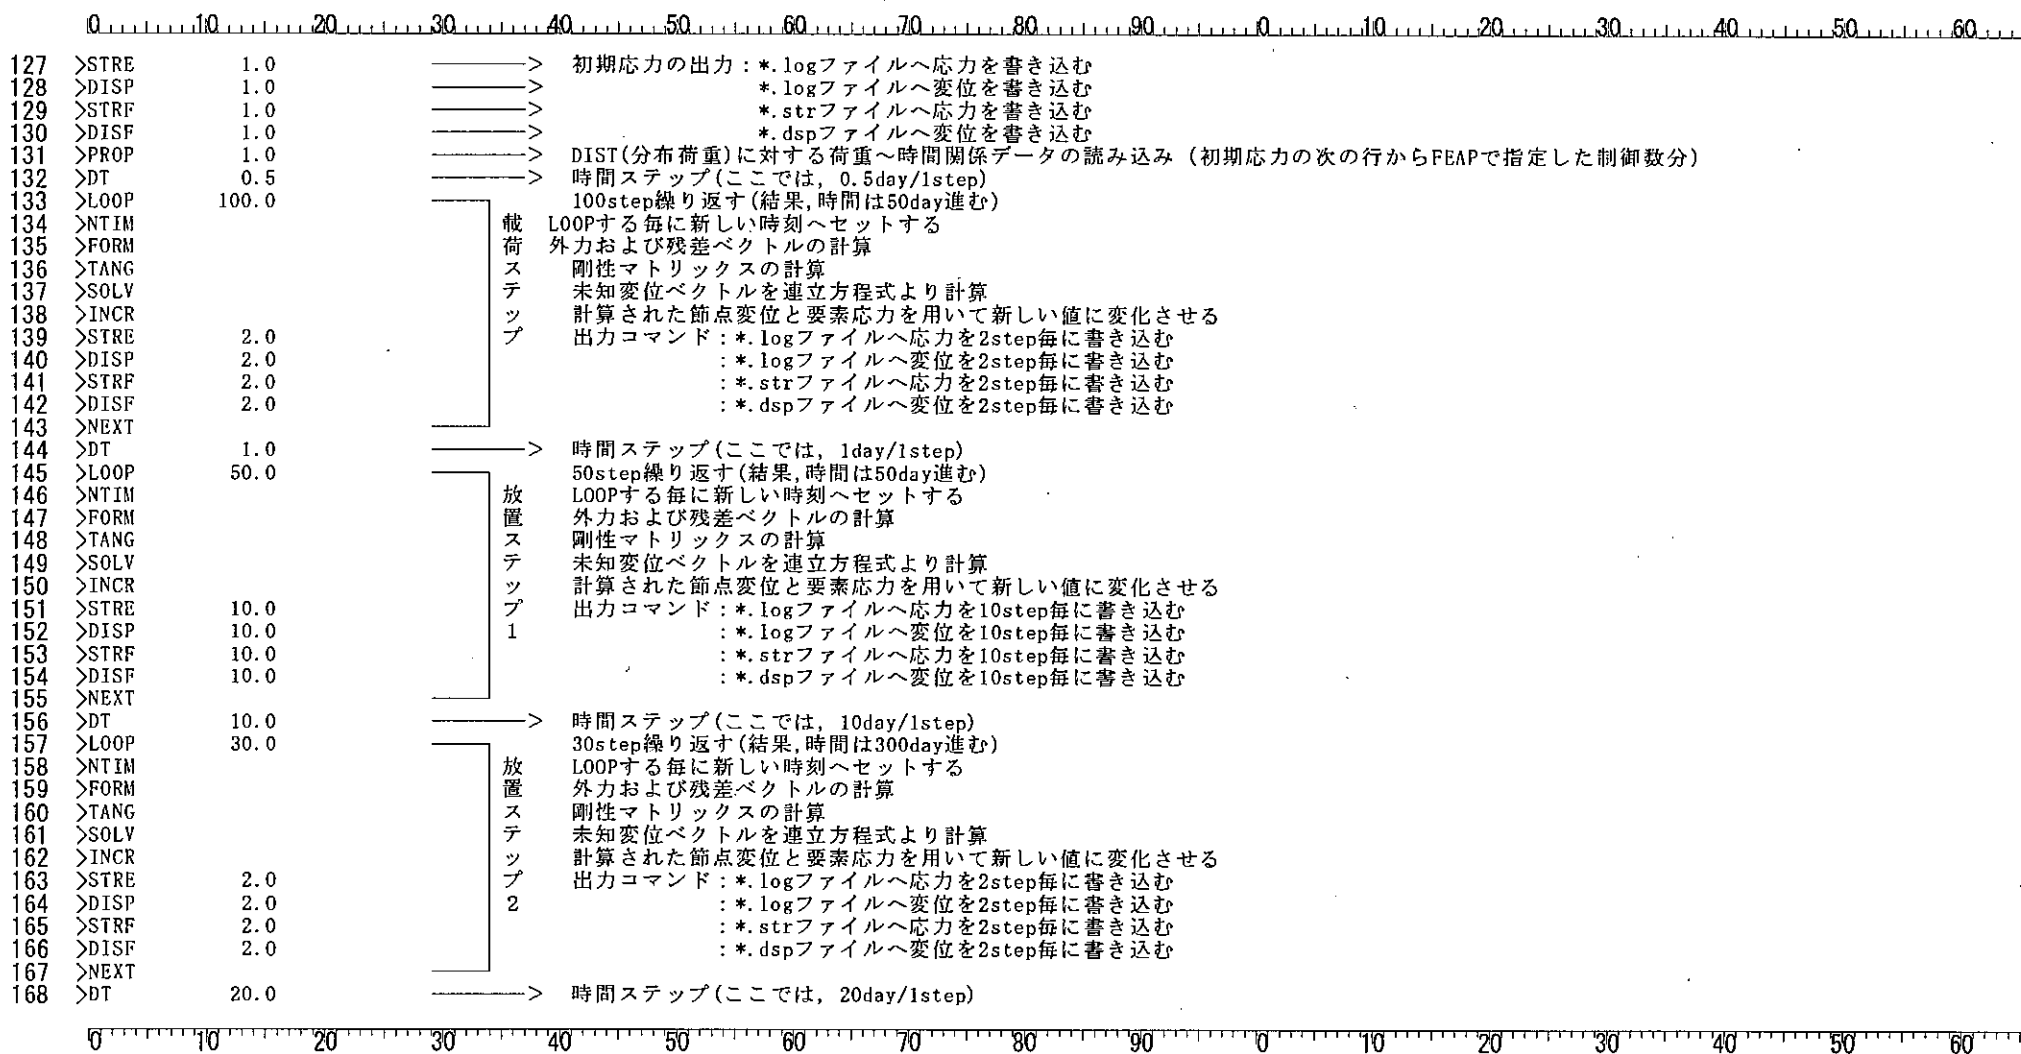 0 10 20 30 40 50 60 70 80 90 0 10 20 30 40 50 60
127 >STRE 1.0 ———> 初期応力の出力：*.logファイルへ応力を書き込む
128 >DISP 1.0 ———> *.logファイルへ変位を書き込む
129 >STRF 1.0 ———> *.strファイルへ応力を書き込む
130 >DISF 1.0 ———> *.dspファイルへ変位を書き込む
131 >PROP 1.0 ———> DIST(分布荷重)に対する荷重～時間関係データの読み込み (初期応力の次の行からFEAPで指定した制御数分)
132 >DT 0.5 ———> 時間ステップ(ここでは, 0.5day/1step)
133 >LOOP 100.0 100step繰り返す(結果,時間は50day進む)
134 >NTIM 載 LOOPする毎に新しい時刻へセットする
135 >FORM 荷 外力および残差ベクトルの計算
136 >TANG ス 剛性マトリックスの計算
137 >SOLV テ 未知変位ベクトルを連立方程式より計算
138 >INCR ッ 計算された節点変位と要素応力を用いて新しい値に変化させる
139 >STRE 2.0 プ 出力コマンド：*.logファイルへ応力を2step毎に書き込む
140 >DISP 2.0 ：*.logファイルへ変位を2step毎に書き込む
141 >STRF 2.0 ：*.strファイルへ応力を2step毎に書き込む
142 >DISF 2.0 ：*.dspファイルへ変位を2step毎に書き込む
143 >NEXT
144 >DT 1.0 ———> 時間ステップ(ここでは, 1day/1step)
145 >LOOP 50.0 50step繰り返す(結果,時間は50day進む)
146 >NTIM 放 LOOPする毎に新しい時刻へセットする
147 >FORM 置 外力および残差ベクトルの計算
148 >TANG ス 剛性マトリックスの計算
149 >SOLV テ 未知変位ベクトルを連立方程式より計算
150 >INCR ッ 計算された節点変位と要素応力を用いて新しい値に変化させる
151 >STRE 10.0 プ 出力コマンド：*.logファイルへ応力を10step毎に書き込む
152 >DISP 10.0 1 ：*.logファイルへ変位を10step毎に書き込む
153 >STRF 10.0 ：*.strファイルへ応力を10step毎に書き込む
154 >DISF 10.0 ：*.dspファイルへ変位を10step毎に書き込む
155 >NEXT
156 >DT 10.0 ———> 時間ステップ(ここでは, 10day/1step)
157 >LOOP 30.0 30step繰り返す(結果,時間は300day進む)
158 >NTIM 放 LOOPする毎に新しい時刻へセットする
159 >FORM 置 外力および残差ベクトルの計算
160 >TANG ス 剛性マトリックスの計算
161 >SOLV テ 未知変位ベクトルを連立方程式より計算
162 >INCR ッ 計算された節点変位と要素応力を用いて新しい値に変化させる
163 >STRE 2.0 プ 出力コマンド：*.logファイルへ応力を2step毎に書き込む
164 >DISP 2.0 2 ：*.logファイルへ変位を2step毎に書き込む
165 >STRF 2.0 ：*.strファイルへ応力を2step毎に書き込む
166 >DISF 2.0 ：*.dspファイルへ変位を2step毎に書き込む
167 >NEXT
168 >DT 20.0 ———> 時間ステップ(ここでは, 20day/1step)
0 10 20 30 40 50 60 70 80 90 0 10 20 30 40 50 60